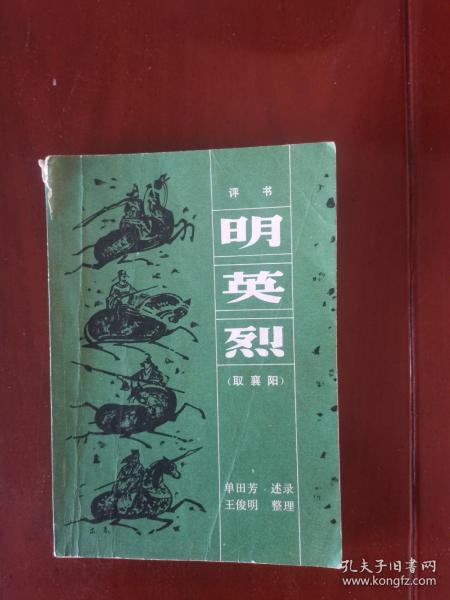 评书
明
英
烈
（取襄阳）
单田芳·述录
王俊明 整理
孔夫子旧书网
www.kongfz.com